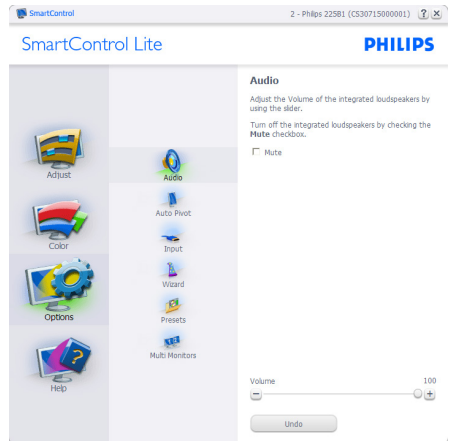 SmartControl
2 - Philips 225B1 (CS30715000001)
SmartControl Lite
PHILIPS
Adjust
Color
Options
Help
Audio
Auto Pivot
Input
Wizard
Presets
Multi Monitors
Audio
Adjust the Volume of the integrated loudspeakers by
using the slider.
Turn off the integrated loudspeakers by checking the
Mute checkbox.
Mute
Volume 100
Undo